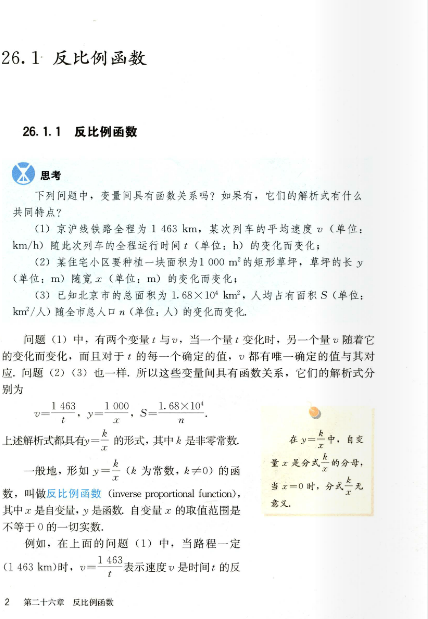 26.1 反比例函数
26.1.1 反比例函数
思考
下列问题中，变量间具有函数关系吗？如果有，它们的解析式有什么
共同特点？
(1) 京沪线铁路全程为 1 463 km，某次列车的平均速度 v（单位：
km/h）随此次列车的全程运行时间 t（单位：h）的变化而变化；
(2) 某住宅小区要种植一块面积为1 000 m²的矩形草坪，草坪的长 y
（单位：m）随宽 x（单位：m）的变化而变化；
(3) 已知北京市的总面积为 1.68×10⁴ km²，人均占有面积 S（单位：
km²/人）随全市总人口 n（单位：人）的变化而变化.
问题（1）中，有两个变量 t 与 v，当一个量 t 变化时，另一个量 v 随着它
的变化而变化，而且对于 t 的每一个确定的值，v 都有唯一确定的值与其对
应. 问题（2）（3）也一样. 所以这些变量间具有函数关系，它们的解析式分
别为
v=1 463/t，y=1 000/x，S=1.68×10⁴/n.
上述解析式都具有y=k/x 的形式，其中 k 是非零常数.
一般地，形如 y=k/x（k 为常数，k≠0）的函
数，叫做反比例函数（inverse proportional function），
其中 x 是自变量，y 是函数. 自变量 x 的取值范围是
不等于 0 的一切实数.
例如，在上面的问题（1）中，当路程一定
(1 463 km)时，v=1 463/t表示速度 v 是时间 t 的反
在 y=k/x中，自变
量 x 是分式k/x的分母，
当 x=0 时，分式k/x无
意义.
2 第二十六章 反比例函数